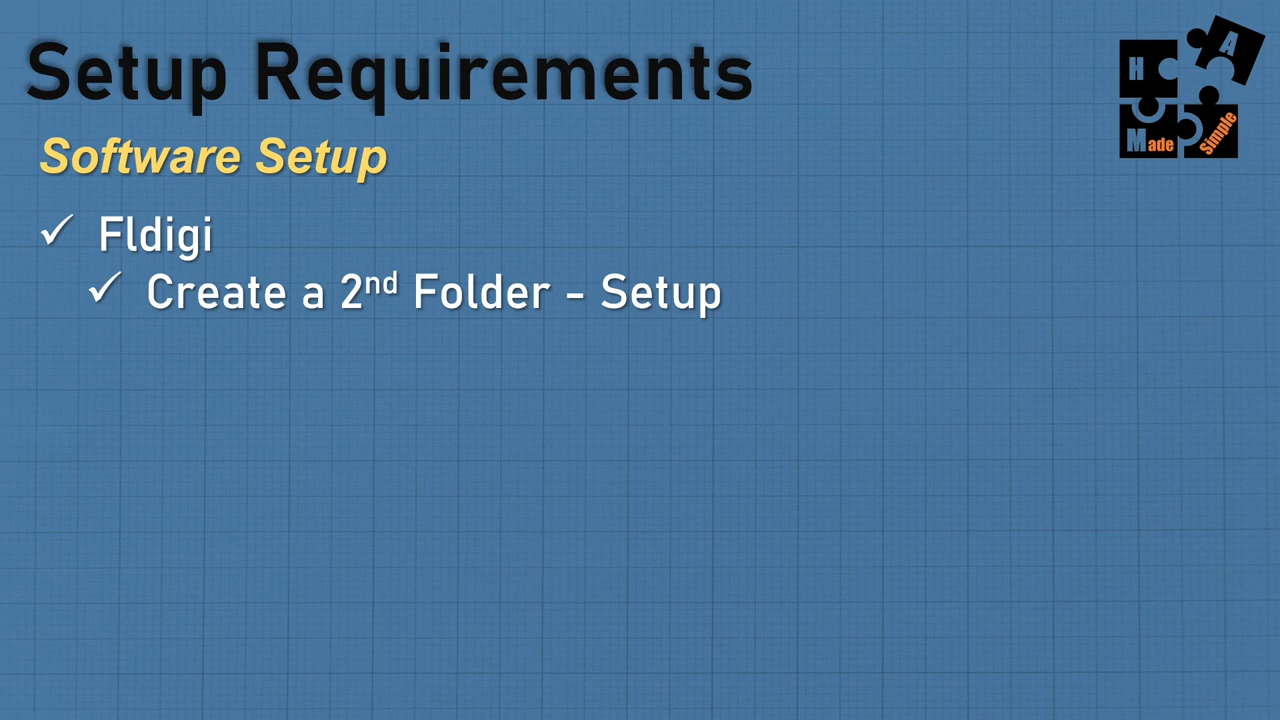 Setup Requirements
Software Setup
✓ Fldigi
✓ Create a 2nd Folder - Setup
H A
Made Simple